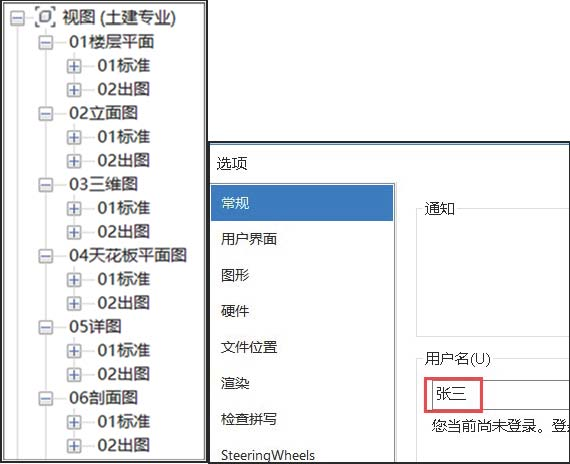 视图 (土建专业)
01楼层平面
01标准
02出图
02立面图
01标准
02出图
03三维图
01标准
02出图
04天花板平面图
01标准
02出图
05详图
01标准
02出图
06剖面图
01标准
02出图
选项
常规
用户界面
图形
硬件
文件位置
渲染
检查拼写
SteeringWheels
通知
用户名(U)
张三
您当前尚未登录。登